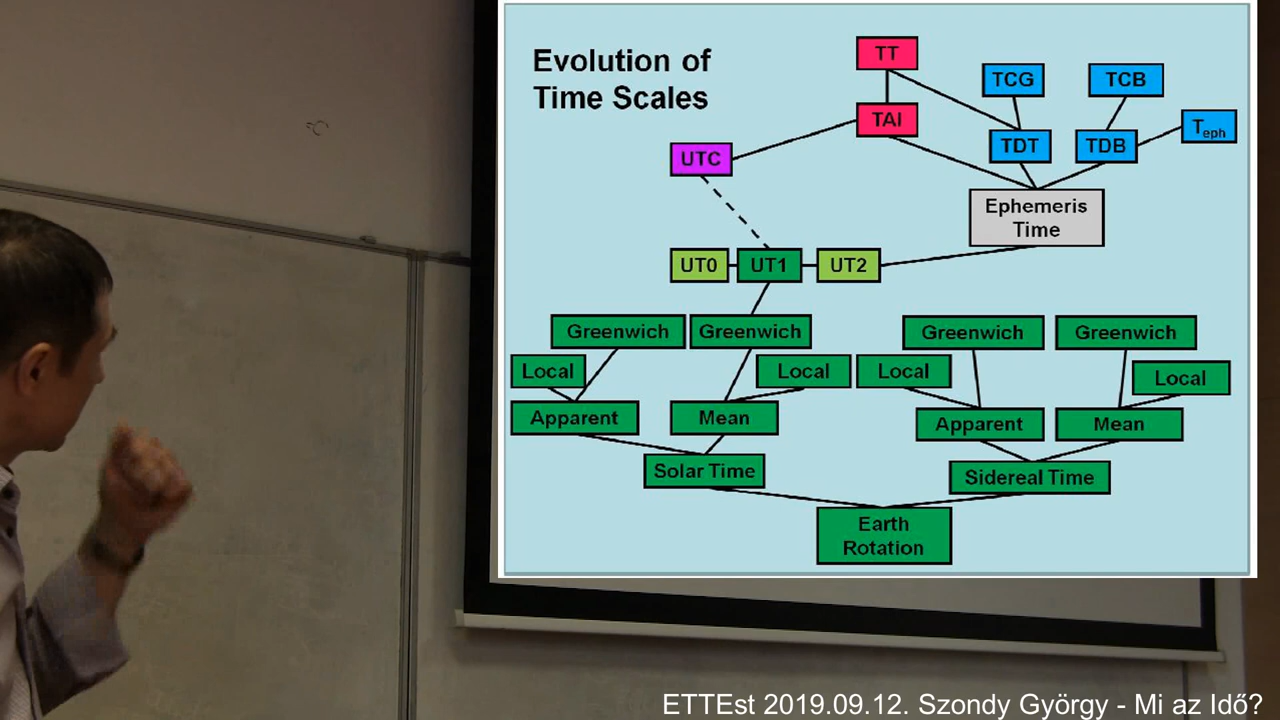 Evolution of
Time Scales
TT
TCG
TCB
TAI
T_eph
TDT
TDB
UTC
Ephemeris
Time
UT0
UT1
UT2
Greenwich
Greenwich
Greenwich
Greenwich
Local
Local
Local
Local
Apparent
Mean
Apparent
Mean
Solar Time
Sidereal Time
Earth
Rotation
ETTEst 2019.09.12. Szondy György - Mi az Idő?